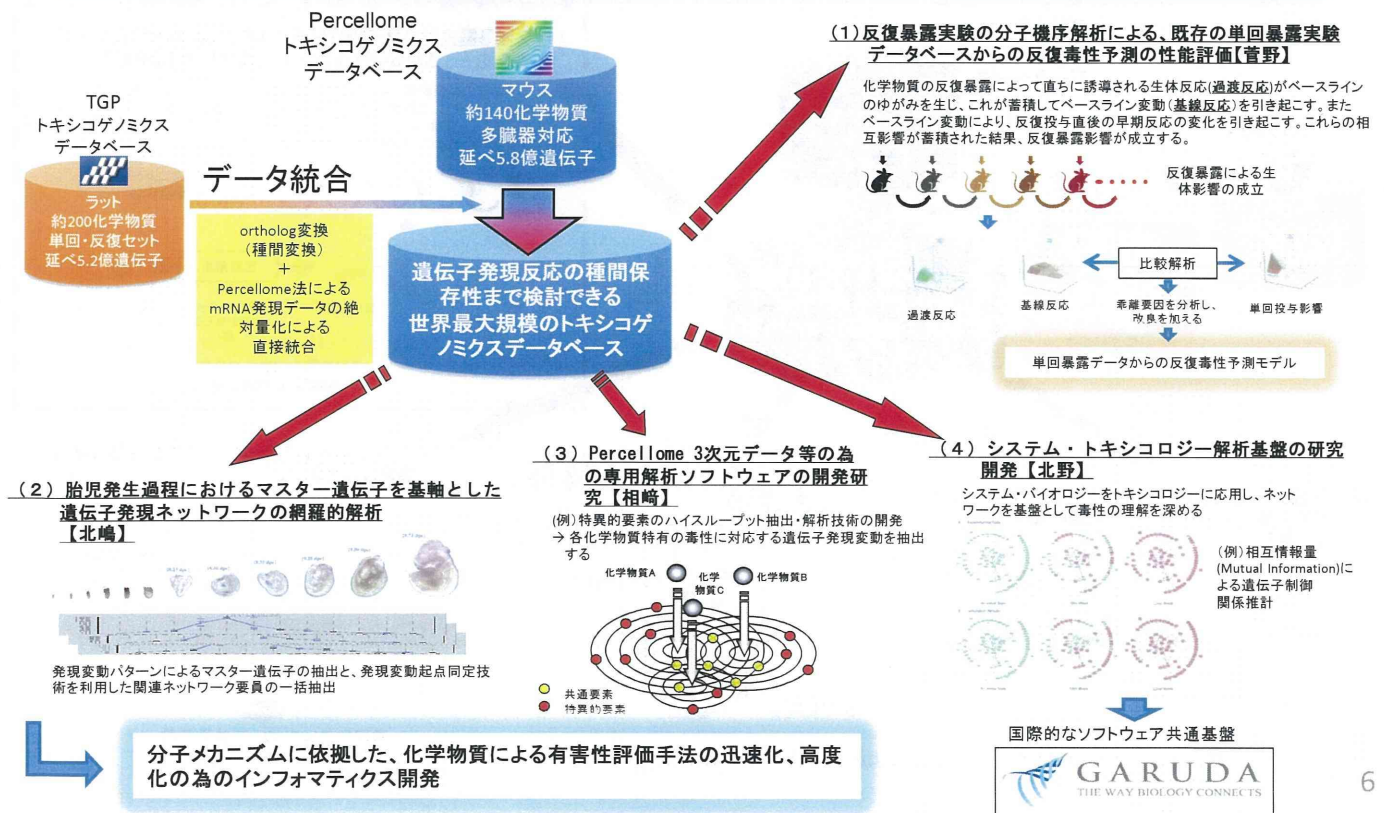 Percellome
トキシコゲノミクス
データベース
マウス
約140化学物質
多臓器対応
延べ5.8億遺伝子
TGP
トキシコゲノミクス
データベース
ラット
約200化学物質
単回・反復セット
延べ5.2億遺伝子
データ統合
ortholog変換
(種間変換)
+
Percellome法による
mRNA発現データの絶
対量化による
直接統合
遺伝子発現反応の種間保
存性まで検討できる
世界最大規模のトキシコゲ
ノミクスデータベース
(1)反復暴露実験の分子機序解析による、既存の単回暴露実験
データベースからの反復毒性予測の性能評価【菅野】
化学物質の反復暴露によって直ちに誘導される生体反応(過渡反応)がベースライン
のゆがみを生じ、これが蓄積してベースライン変動(基線反応)を引き起こす。また
ベースライン変動により、反復投与直後の早期反応の変化を引き起こす。これらの相
互影響が蓄積された結果、反復暴露影響が成立する。
反復暴露による生
体影響の成立
過渡反応
基線反応
比較解析
乖離要因を分析し、
改良を加える
単回投与影響
単回暴露データからの反復毒性予測モデル
(2) 胎児発生過程におけるマスター遺伝子を基軸とした
遺伝子発現ネットワークの網羅的解析
【北嶋】
発現変動パターンによるマスター遺伝子の抽出と、発現変動起点同定技
術を利用した関連ネットワーク要員の一括抽出
(3) Percellome 3次元データ等の為
の専用解析ソフトウェアの開発研
究【相﨑】
(例)特異的要素のハイスループット抽出・解析技術の開発
→ 各化学物質特有の毒性に対応する遺伝子発現変動を抽出
する
化学物質A
化学
物質C
化学物質B
共通要素
特異的要素
(4) システム・トキシコロジー解析基盤の研究
開発【北野】
システム・バイオロジーをトキシコロジーに応用し、ネット
ワークを基盤として毒性の理解を深める
(例)相互情報量
(Mutual Information)に
よる遺伝子制御
関係推計
国際的なソフトウェア共通基盤
GARUDA
THE WAY BIOLOGY CONNECTS
分子メカニズムに依拠した、化学物質による有害性評価手法の迅速化、高度
化の為のインフォマティクス開発
6